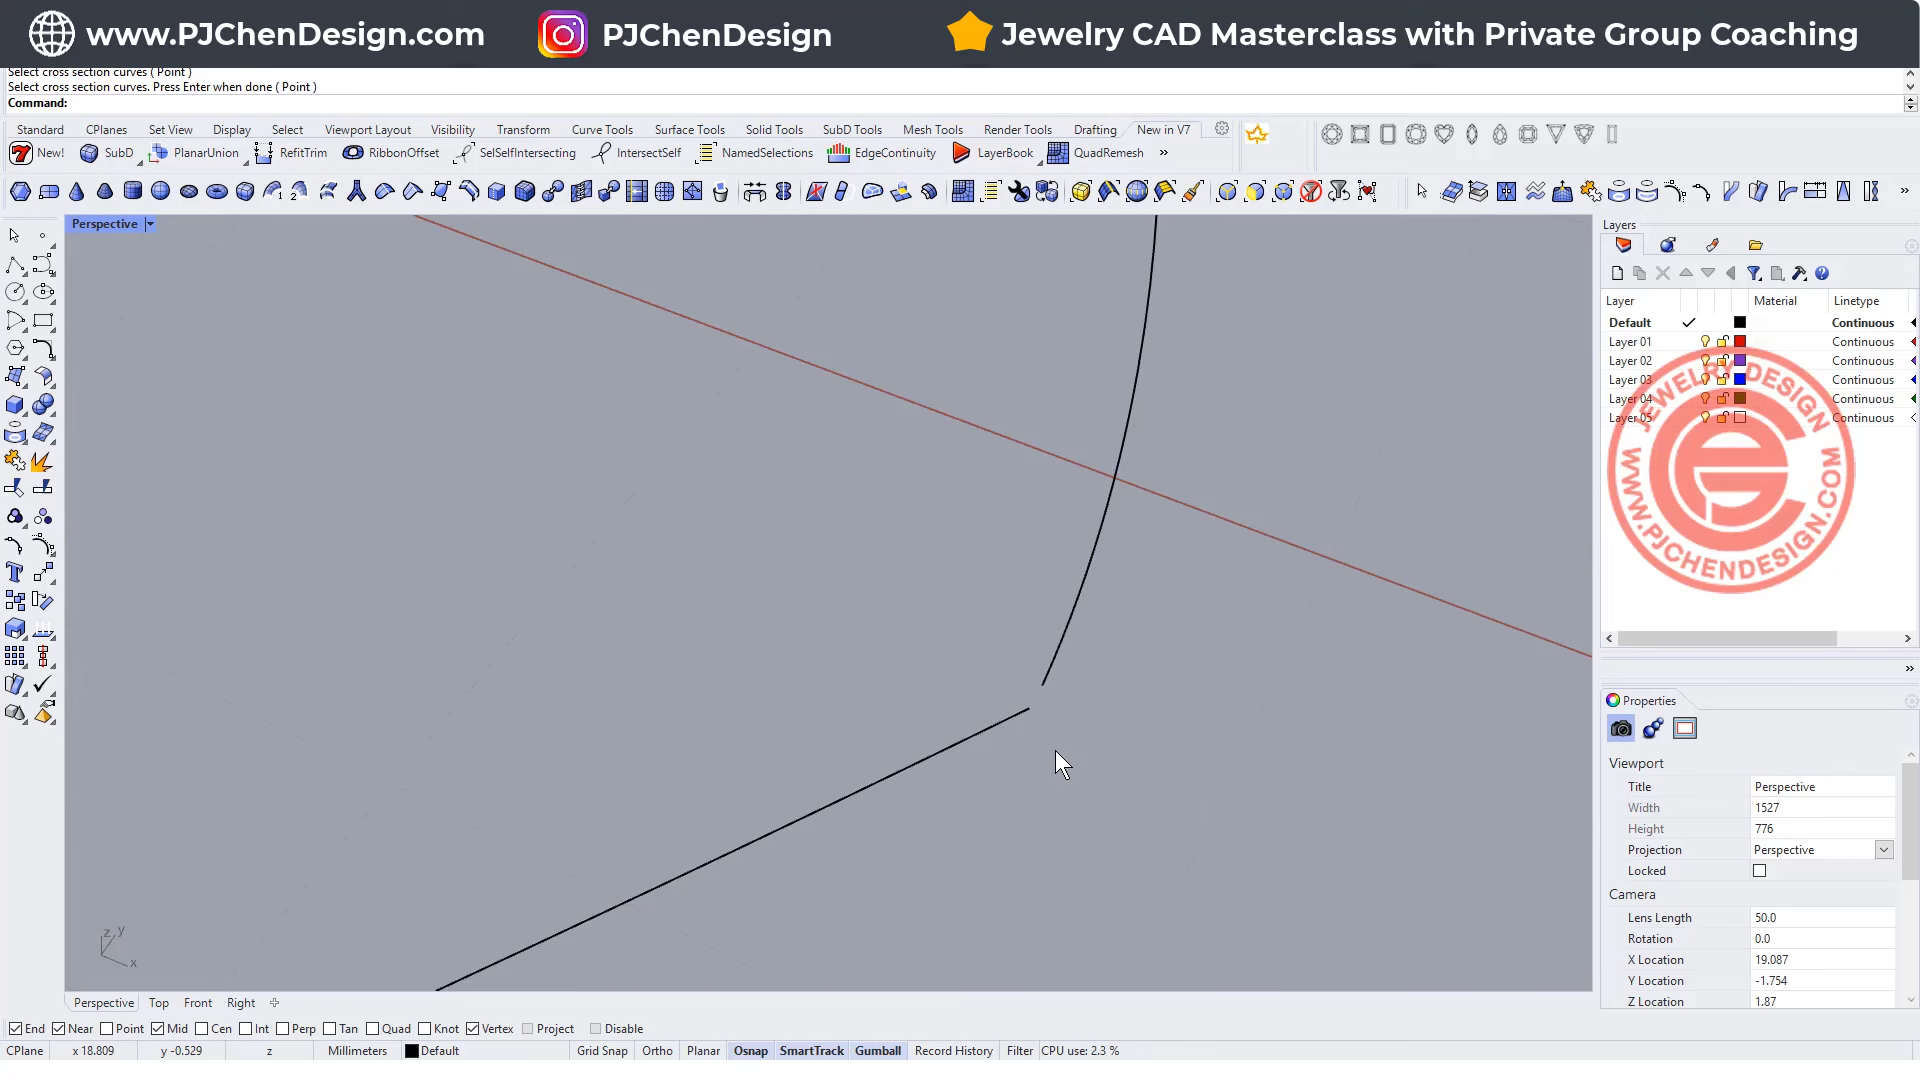 www.PJChenDesign.com PJChenDesign Jewelry CAD Masterclass with Private Group Coaching
Select cross section curves ( Point )
Select cross section curves. Press Enter when done ( Point )
Command:
Standard CPlanes Set View Display Select Viewport Layout Visibility Transform Curve Tools Surface Tools Solid Tools SubD Tools Mesh Tools Render Tools Drafting New in V7
7 New! SubD PlanarUnion RefitTrim RibbonOffset SelSelfIntersecting IntersectSelf NamedSelections EdgeContinuity LayerBook QuadRemesh »
Perspective
Layers
Layer Material Linetype
Default Continuous
Layer 01 Continuous
Layer 02 Continuous
Layer 03 Continuous
Layer 04 Continuous
Layer 05 Continuous
JEWELRY DESIGN
WWW.PJCHENDESIGN.COM
Properties
Viewport
Title Perspective
Width 1527
Height 776
Projection Perspective
Locked
Camera
Lens Length 50.0
Rotation 0.0
X Location 19.087
Y Location -1.754
Z Location 1.87
z y
x
Perspective Top Front Right
End Near Point Mid Cen Int Perp Tan Quad Knot Vertex Project Disable
CPlane x 18.809 y -0.529 z Millimeters Default Grid Snap Ortho Planar Osnap SmartTrack Gumball Record History Filter CPU use: 2.3 %